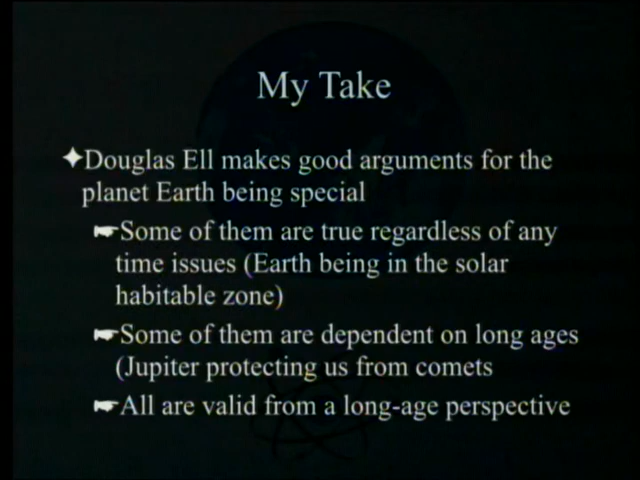 My Take
Douglas Ell makes good arguments for the
planet Earth being special
Some of them are true regardless of any
time issues (Earth being in the solar
habitable zone)
Some of them are dependent on long ages
(Jupiter protecting us from comets
All are valid from a long-age perspective